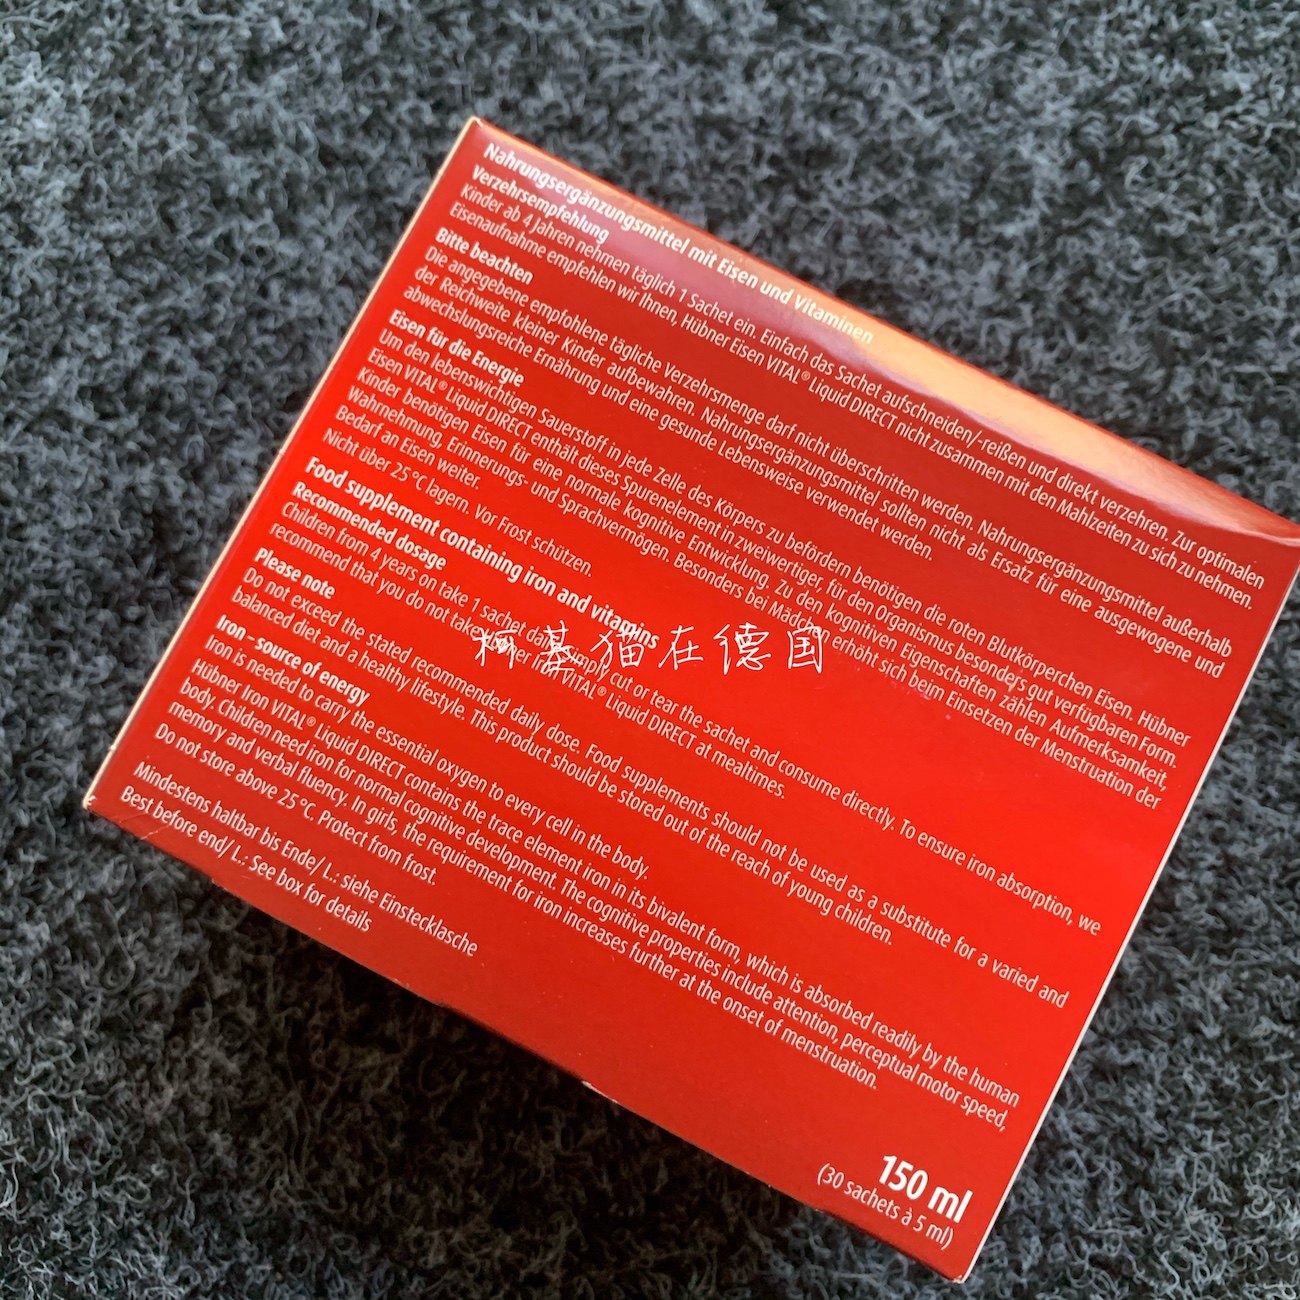 Nahrungsergänzungsmittel mit Eisen und Vitaminen
Verzehrsempfehlung
Kinder ab 4 Jahren nehmen täglich 1 Sachet ein. Einfach das Sachet aufschneiden/-reißen und direkt verzehren. Zur optimalen
Eisenaufnahme empfehlen wir Ihnen, Hübner Eisen VITAL® Liquid DIRECT nicht zusammen mit den Mahlzeiten zu sich zu nehmen.
Bitte beachten
Die angegebene empfohlene tägliche Verzehrsmenge darf nicht überschritten werden. Nahrungsergänzungsmittel außerhalb
der Reichweite kleiner Kinder aufbewahren. Nahrungsergänzungsmittel sollten nicht als Ersatz für eine ausgewogene und
abwechslungsreiche Ernährung und eine gesunde Lebensweise verwendet werden.
Eisen für die Energie
Um den lebenswichtigen Sauerstoff in jede Zelle des Körpers zu befördern benötigen die roten Blutkörperchen Eisen. Hübner
Eisen VITAL® Liquid DIRECT enthält dieses Spurenelement in zweiwertiger, für den Organismus besonders gut verfügbaren Form.
Kinder benötigen Eisen für eine normale kognitive Entwicklung. Zu den kognitiven Eigenschaften zählen Aufmerksamkeit,
Wahrnehmung, Erinnerungs- und Sprachvermögen. Besonders bei Mädchen erhöht sich beim Einsetzen der Menstruation der
Bedarf an Eisen weiter.
Nicht über 25 °C lagern. Vor Frost schützen.
Food supplement containing iron and vitamins
Recommended dosage
Children from 4 years on take 1 sachet daily. Simply cut or tear the sachet and consume directly. To ensure iron absorption, we
recommend that you do not take Hübner Iron VITAL® Liquid DIRECT at mealtimes.
Please note
Do not exceed the stated recommended daily dose. Food supplements should not be used as a substitute for a varied and
balanced diet and a healthy lifestyle. This product should be stored out of the reach of young children.
Iron – source of energy
Iron is needed to carry the essential oxygen to every cell in the body.
Hübner Iron VITAL® Liquid DIRECT contains the trace element iron in its bivalent form, which is absorbed readily by the human
body. Children need iron for normal cognitive development. The cognitive properties include attention, perceptual motor speed,
memory and verbal fluency. In girls, the requirement for iron increases further at the onset of menstruation.
Do not store above 25 °C. Protect from frost.
Mindestens haltbar bis Ende/ L.: siehe Einstecklasche
Best before end/ L.: See box for details
150 ml
(30 sachets à 5 ml)
柯基猫在德国